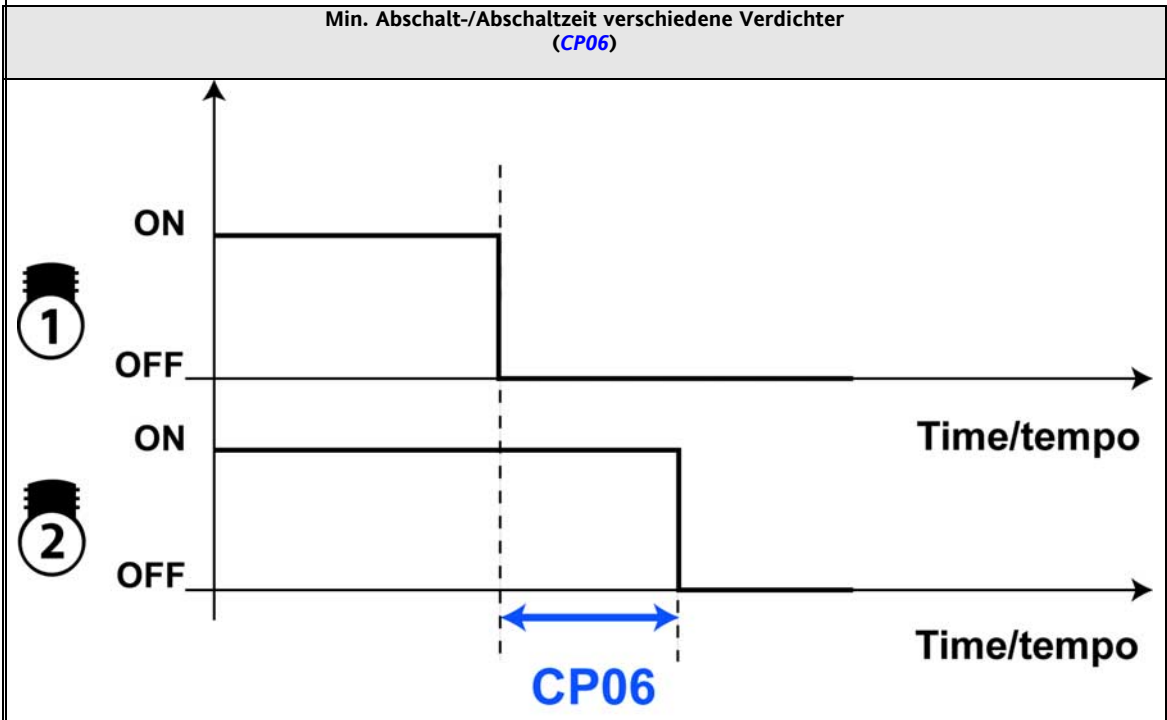 Min. Abschalt-/Abschaltzeit verschiedene Verdichter
(CP06)
ON
1
OFF
Time/tempo
ON
2
OFF
Time/tempo
CP06